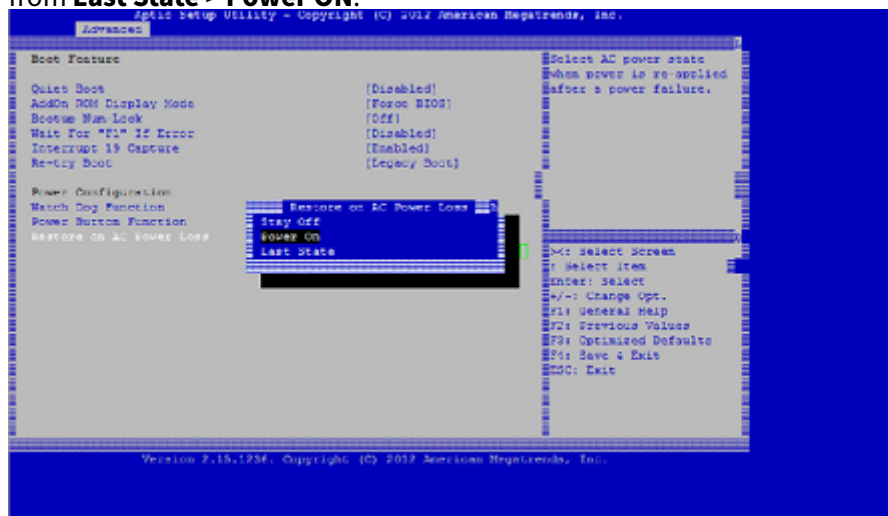 from Last State > Power ON.
Aptio Setup Utility - Copyright (C) 2012 American Megatrends, Inc.
Advanced
Boot Feature
Quiet Boot [Disabled]
AddOn ROM Display Mode [Force BIOS]
Bootup Num-Lock [Off]
Wait For "F1" If Error [Disabled]
Interrupt 19 Capture [Enabled]
Re-try Boot [Legacy Boot]
Power Configuration
Watch Dog Function
Power Button Function
Restore on AC Power Loss
Restore on AC Power Loss
Stay Off
Power On
Last State
Select AC power state
when power is re-applied
after a power failure.
><: Select Screen
: Select Item
Enter: Select
+/-: Change Opt.
F1: General Help
F2: Previous Values
F3: Optimized Defaults
F4: Save & Exit
ESC: Exit
Version 2.15.1236. Copyright (C) 2012 American Megatrends, Inc.